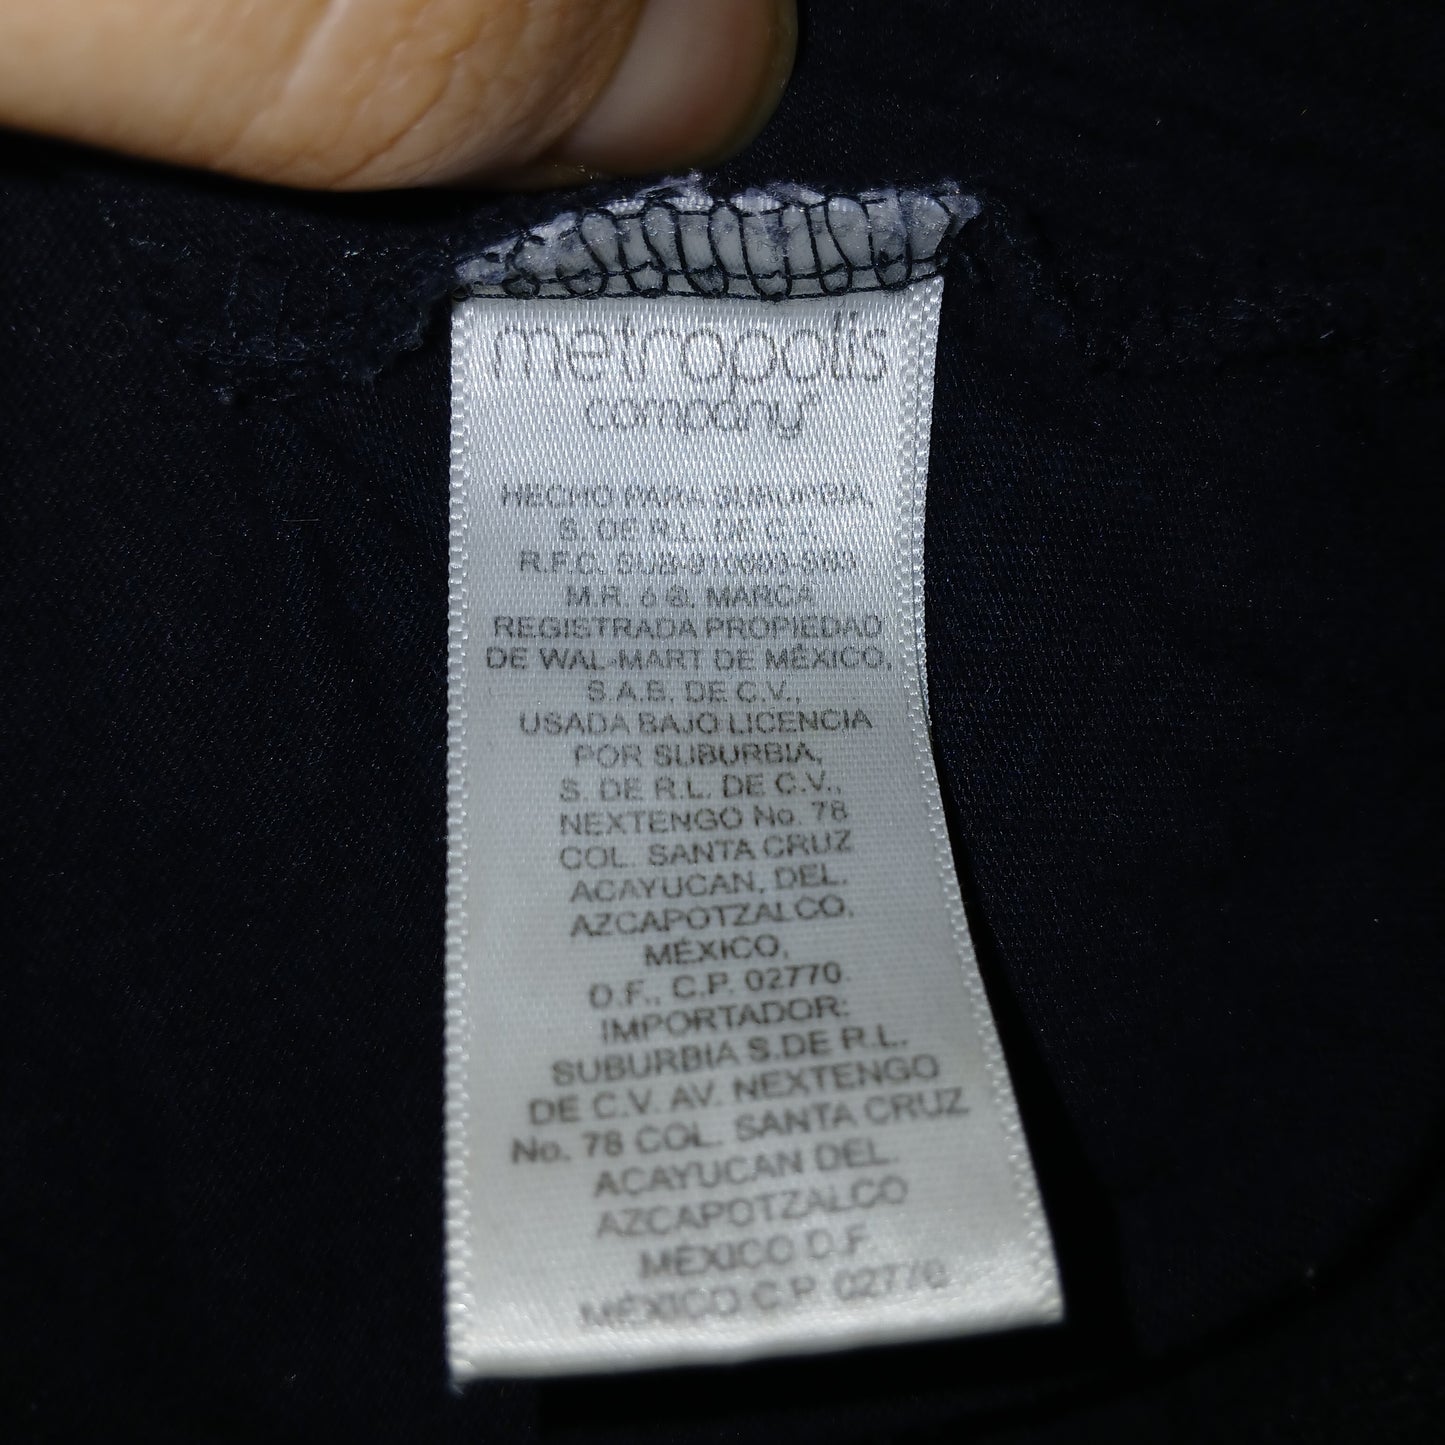 metropolis
company
HECHO PARA SUBURBIA,
S. DE R.L. DE C.V.
R.F.C.
M.R. ó ®. MARCA
REGISTRADA PROPIEDAD
DE WAL-MART DE MÉXICO,
S.A.B. DE C.V.,
USADA BAJO LICENCIA
POR SUBURBIA,
S. DE R.L. DE C.V.,
NEXTENGO No. 78
COL. SANTA CRUZ
ACAYUCAN, DEL.
AZCAPOTZALCO,
MÉXICO,
D.F., C.P. 02770.
IMPORTADOR:
SUBURBIA S.DE R.L.
DE C.V. AV. NEXTENGO
No. 78 COL. SANTA CRUZ
ACAYUCAN DEL.
AZCAPOTZALCO
MÉXICO D.F.
MÉXICO C.P. 02770